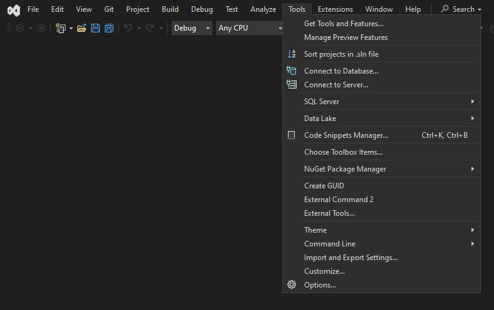 File Edit View Git Project Build Debug Test Analyze Tools Extensions Window Help Search
Debug Any CPU
Get Tools and Features...
Manage Preview Features
Sort projects in .sln file
Connect to Database...
Connect to Server...
SQL Server
Data Lake
Code Snippets Manager... Ctrl+K, Ctrl+B
Choose Toolbox Items...
NuGet Package Manager
Create GUID
External Command 2
External Tools...
Theme
Command Line
Import and Export Settings...
Customize...
Options...